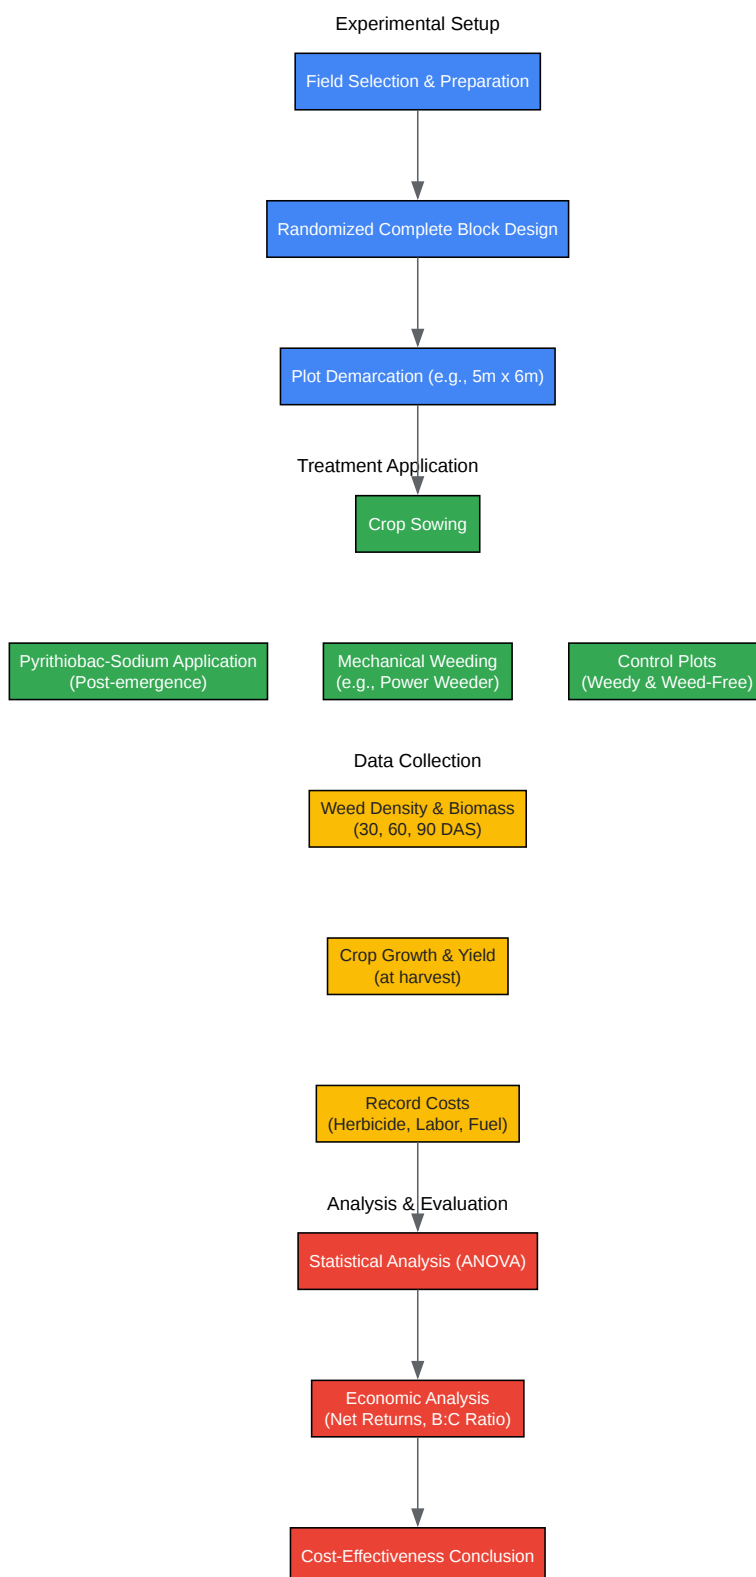 Experimental Setup
Field Selection & Preparation
Randomized Complete Block Design
Plot Demarcation (e.g., 5m x 6m)
Treatment Application
Crop Sowing
Pyrithiobac-Sodium Application
(Post-emergence)
Mechanical Weeding
(e.g., Power Weeder)
Control Plots
(Weedy & Weed-Free)
Data Collection
Weed Density & Biomass
(30, 60, 90 DAS)
Crop Growth & Yield
(at harvest)
Record Costs
(Herbicide, Labor, Fuel)
Analysis & Evaluation
Statistical Analysis (ANOVA)
Economic Analysis
(Net Returns, B:C Ratio)
Cost-Effectiveness Conclusion